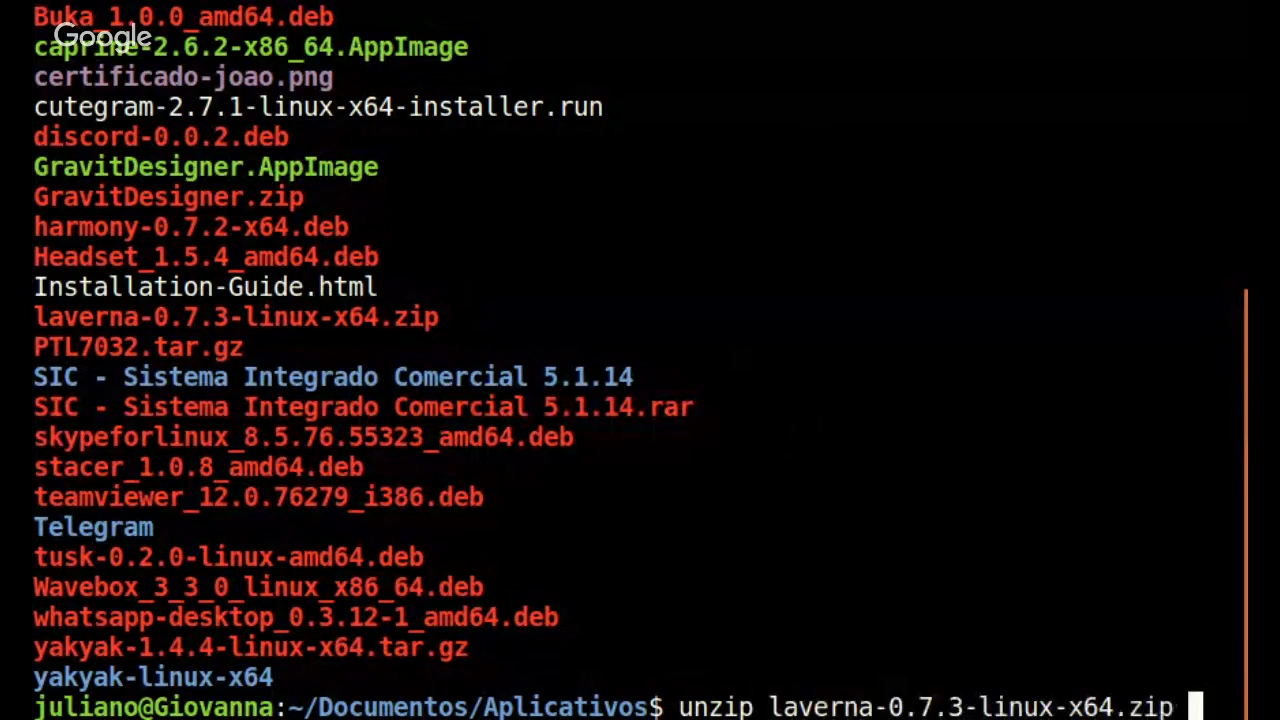 Buka_1.0.0_amd64.deb
Google
caprine-2.6.2-x86_64.AppImage
certificado-joao.png
cutegram-2.7.1-linux-x64-installer.run
discord-0.0.2.deb
GravitDesigner.AppImage
GravitDesigner.zip
harmony-0.7.2-x64.deb
Headset_1.5.4_amd64.deb
Installation-Guide.html
laverna-0.7.3-linux-x64.zip
PTL7032.tar.gz
SIC - Sistema Integrado Comercial 5.1.14
SIC - Sistema Integrado Comercial 5.1.14.rar
skypeforlinux_8.5.76.55323_amd64.deb
stacer_1.0.8_amd64.deb
teamviewer_12.0.76279_i386.deb
Telegram
tusk-0.2.0-linux-amd64.deb
Wavebox_3_3_0_linux_x86_64.deb
whatsapp-desktop_0.3.12-1_amd64.deb
yakyak-1.4.4-linux-x64.tar.gz
yakyak-linux-x64
juliano@Giovanna:~/Documentos/Aplicativos$ unzip laverna-0.7.3-linux-x64.zip